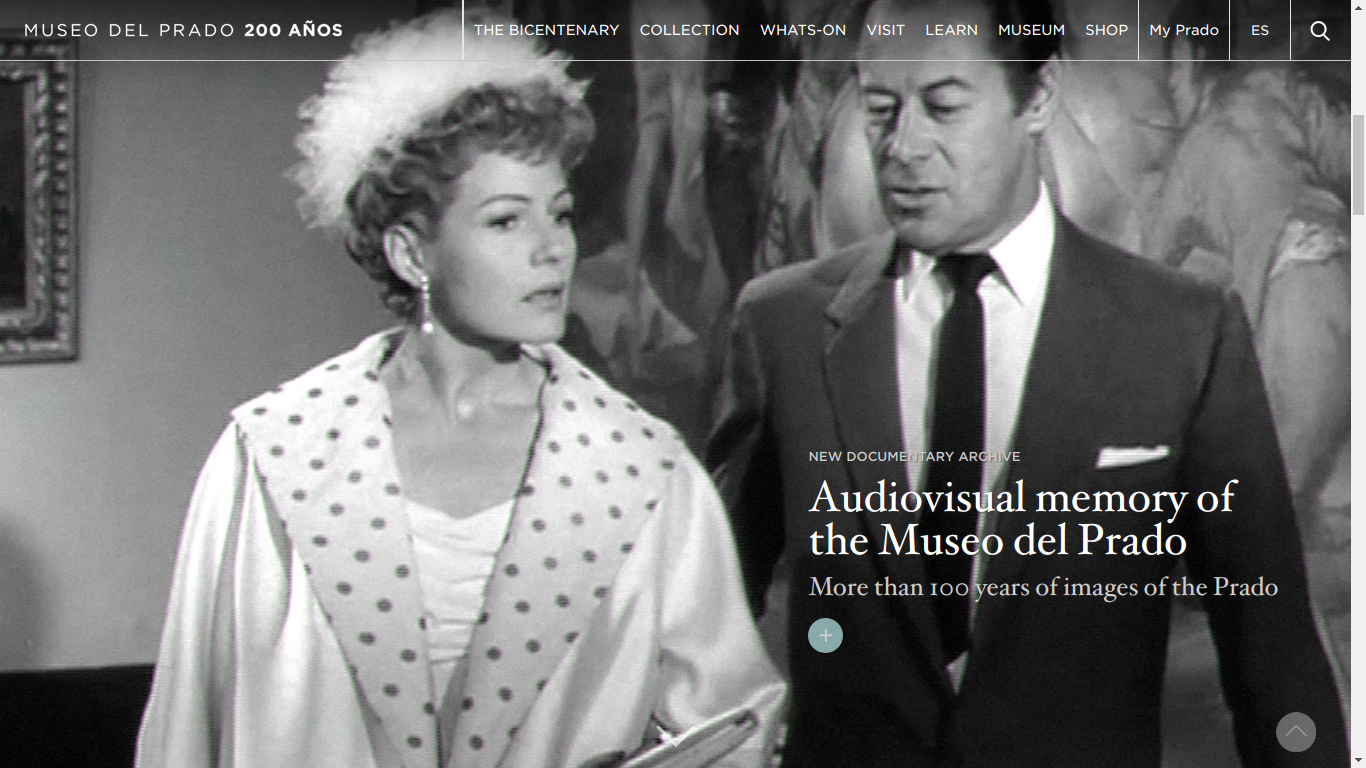 MUSEO DEL PRADO 200 AÑOS
THE BICENTENARY COLLECTION WHATS-ON VISIT LEARN MUSEUM SHOP My Prado ES
NEW DOCUMENTARY ARCHIVE
Audiovisual memory of
the Museo del Prado
More than 100 years of images of the Prado